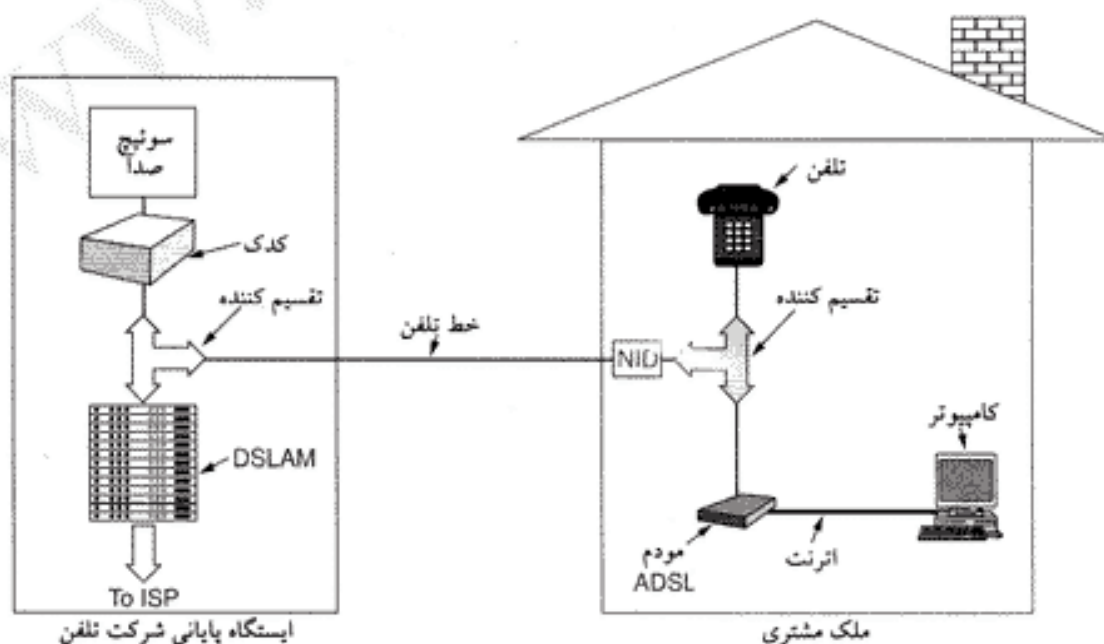 سوئیچ
صدا
کدک
تقسیم کننده
خط تلفن
DSLAM
To ISP
ایستگاه پایانی شرکت تلفن
تلفن
تقسیم کننده
NID
کامپیوتر
اترنت
مودم
ADSL
ملک مشتری